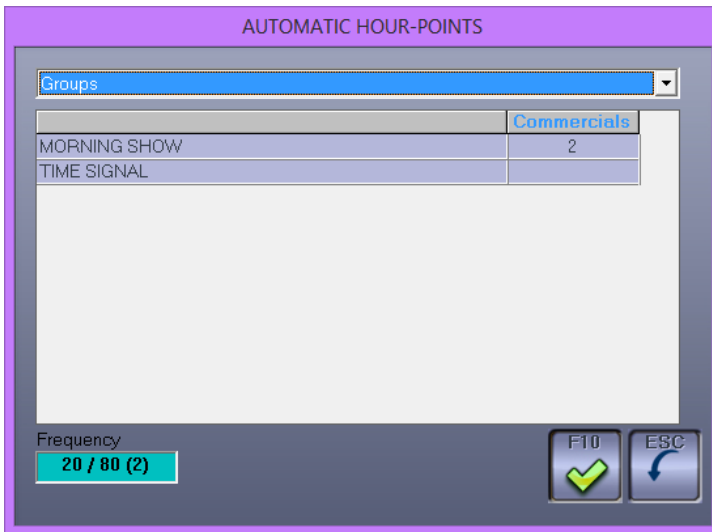 AUTOMATIC HOUR-POINTS
Groups
Commercials
MORNING SHOW 2
TIME SIGNAL
Frequency
20 / 80 (2)
F10 ESC